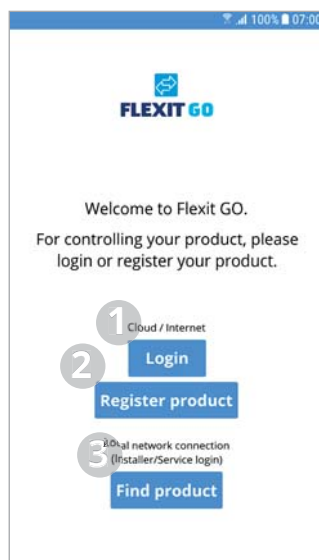 100% 07:00
FLEXIT GO
Welcome to Flexit GO.
For controlling your product, please
login or register your product.
1
Cloud / Internet
2
Login
Register product
3
network connection
(Installer/Service login)
Find product